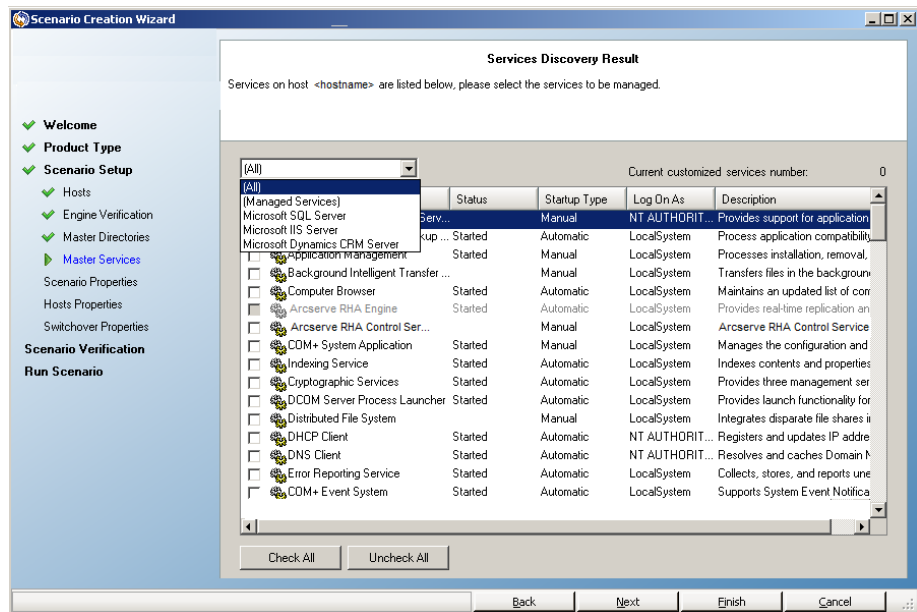 Scenario Creation Wizard
Services Discovery Result
Services on host <hostname> are listed below, please select the services to be managed.
Welcome
Product Type
Scenario Setup
Hosts
Engine Verification
Master Directories
Master Services
Scenario Properties
Hosts Properties
Switchover Properties
Scenario Verification
Run Scenario
(All)
Current customized services number: 0
(All)
(Managed Services)
Microsoft SQL Server
Microsoft IIS Server
Microsoft Dynamics CRM Server
Status Startup Type Log On As Description
Serv... Manual NT AUTHORIT... Provides support for application
kup ... Started Automatic LocalSystem Process application compatibility
Application Management Started Manual LocalSystem Processes installation, removal,
Background Intelligent Transfer ... Manual LocalSystem Transfers files in the backgroun
Computer Browser Started Automatic LocalSystem Maintains an updated list of com
Arcserve RHA Engine Started Automatic LocalSystem Provides real-time replication an
Arcserve RHA Control Ser... Manual LocalSystem Arcserve RHA Control Service
COM+ System Application Started Manual LocalSystem Manages the configuration and
Indexing Service Started Automatic LocalSystem Indexes contents and properties
Cryptographic Services Started Automatic LocalSystem Provides three management ser
DCOM Server Process Launcher Started Automatic LocalSystem Provides launch functionality for
Distributed File System Manual LocalSystem Integrates disparate file shares i
DHCP Client Started Automatic NT AUTHORIT... Registers and updates IP addre
DNS Client Started Automatic NT AUTHORIT... Resolves and caches Domain N
Error Reporting Service Started Automatic LocalSystem Collects, stores, and reports une
COM+ Event System Started Automatic LocalSystem Supports System Event Notifica
Check All Uncheck All
Back Next Finish Cancel